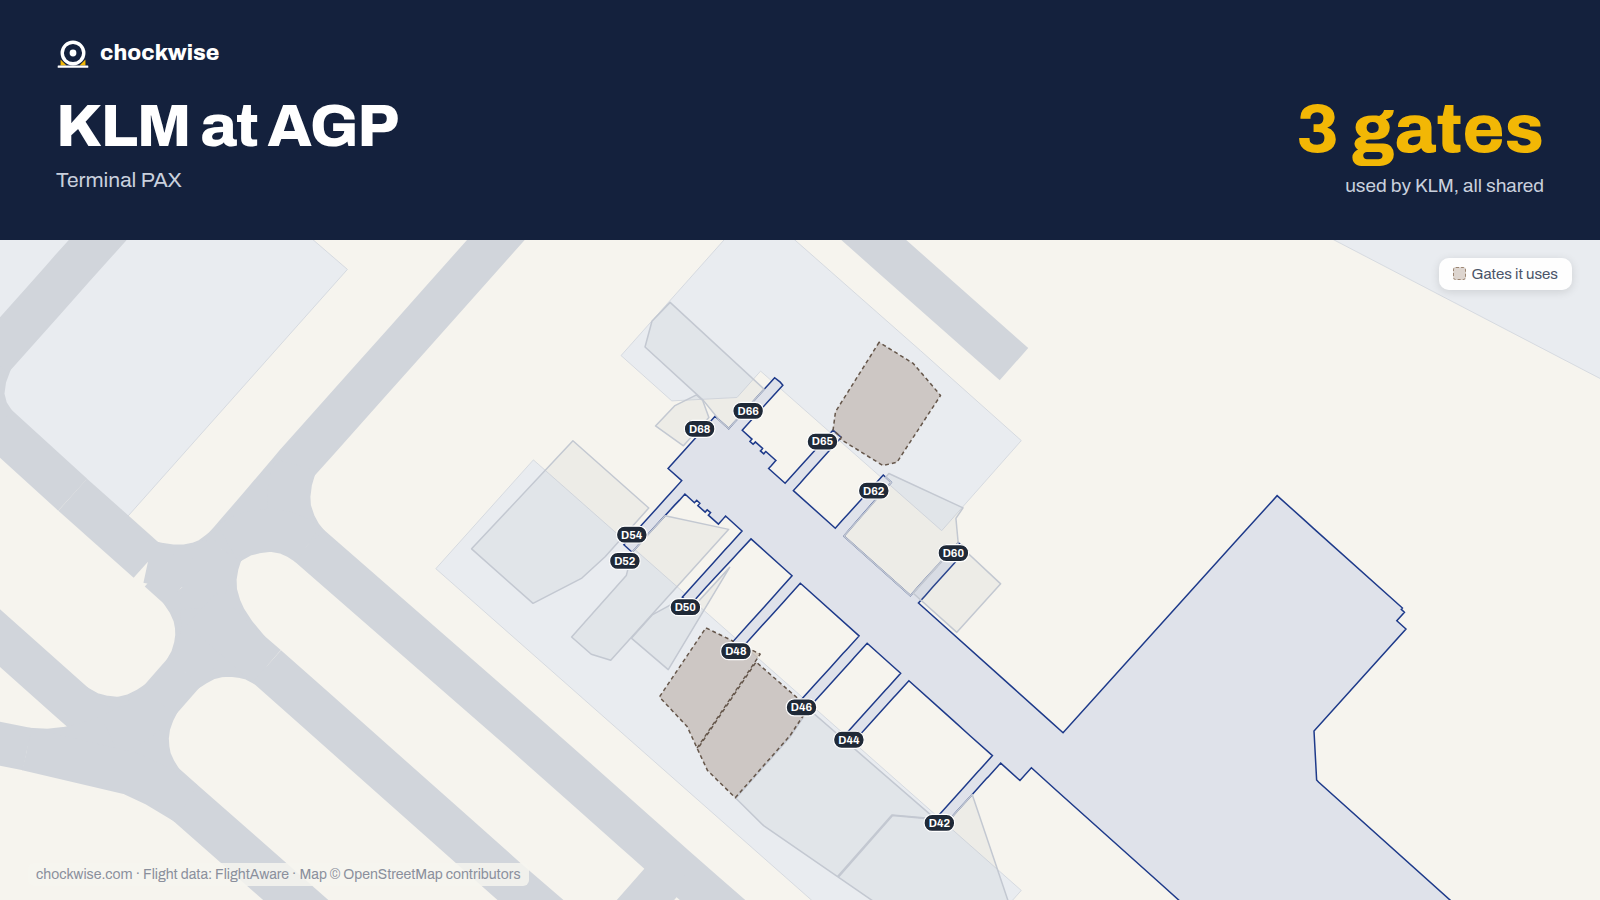 chockwise
KLM at AGP
Terminal PAX
3 gates
used by KLM, all shared
Gates it uses
D66
D68
D65
D62
D54
D60
D52
D50
D48
D46
D44
D42
chockwise.com · Flight data: FlightAware · Map © OpenStreetMap contributors